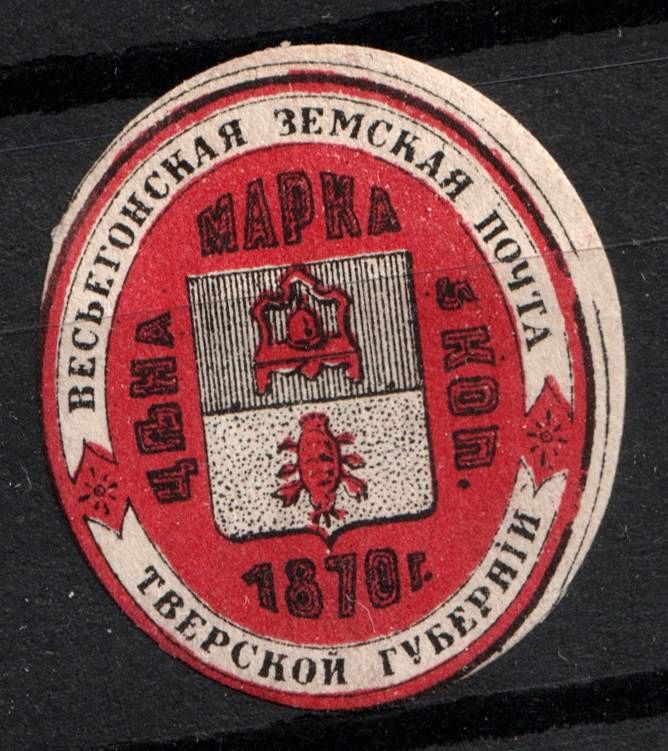 ВЕСЬЕГОНСКАЯ ЗЕМСКАЯ ПОЧТА
МАРКА
ЦѢНА
5 КОП.
1870 г.
ТВЕРСКОЙ ГУБЕРНІИ